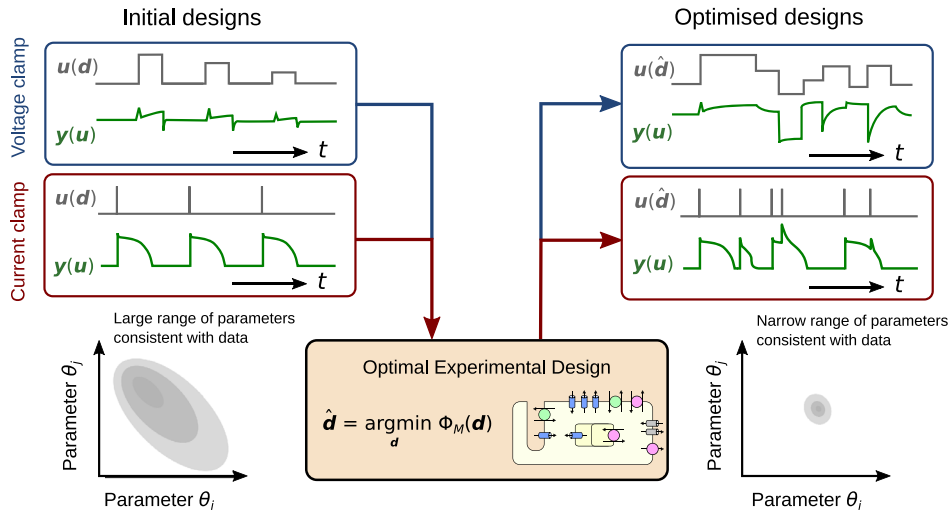 Initial designs
Optimised designs
Voltage clamp
u(d)
y(u)
t
u(d̂)
y(u)
t
Current clamp
u(d)
y(u)
t
u(d̂)
y(u)
t
Large range of parameters
consistent with data
Parameter θⱼ
Parameter θᵢ
Optimal Experimental Design
d̂ = argmin Φ_M(d)
d
Narrow range of parameters
consistent with data
Parameter θⱼ
Parameter θᵢ